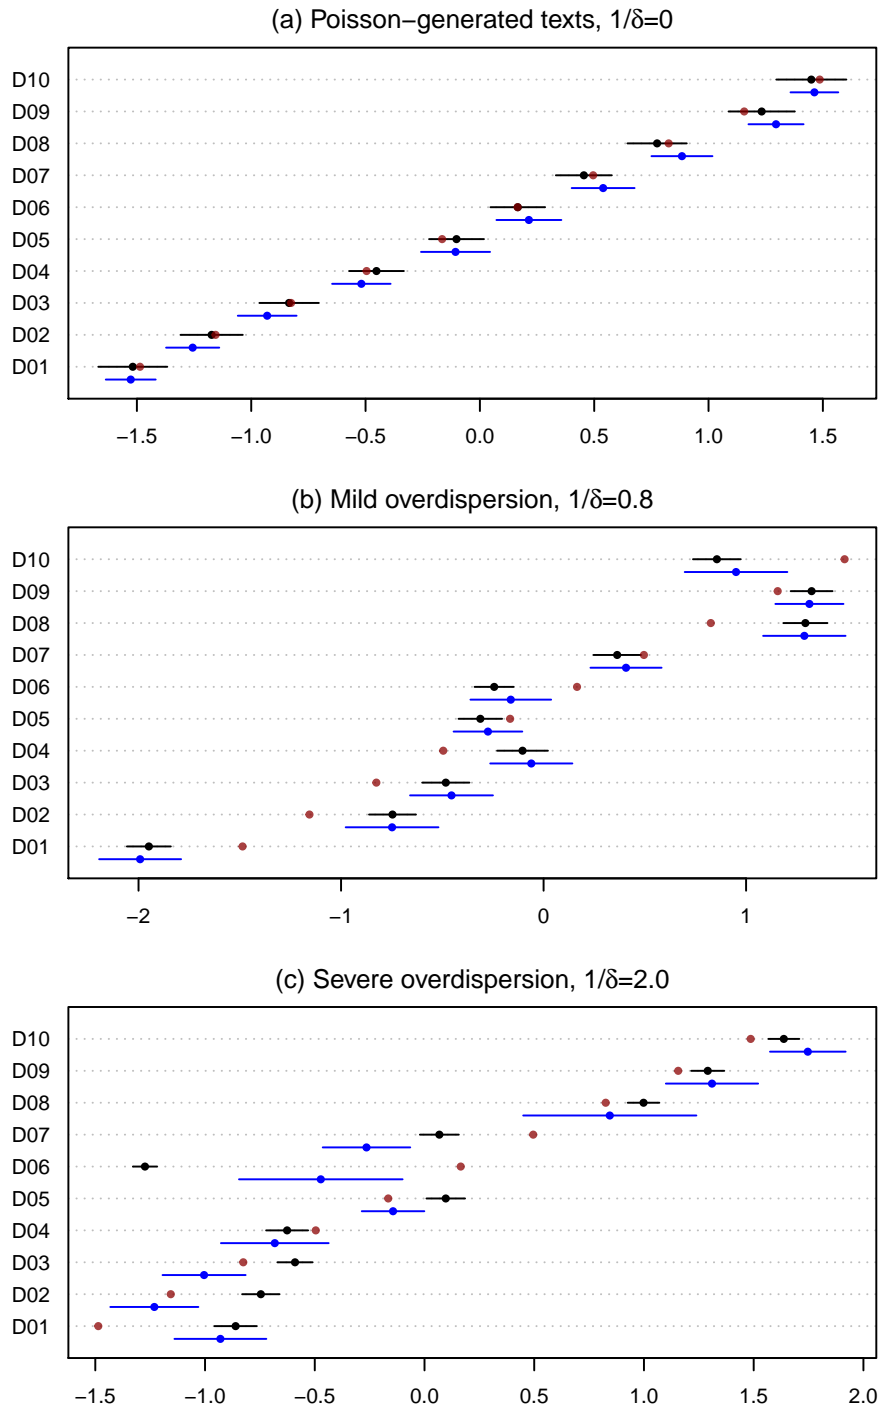 (a) Poisson−generated texts, 1/δ=0
D10
D09
D08
D07
D06
D05
D04
D03
D02
D01
−1.5 −1.0 −0.5 0.0 0.5 1.0 1.5
(b) Mild overdispersion, 1/δ=0.8
D10
D09
D08
D07
D06
D05
D04
D03
D02
D01
−2 −1 0 1
(c) Severe overdispersion, 1/δ=2.0
D10
D09
D08
D07
D06
D05
D04
D03
D02
D01
−1.5 −1.0 −0.5 0.0 0.5 1.0 1.5 2.0